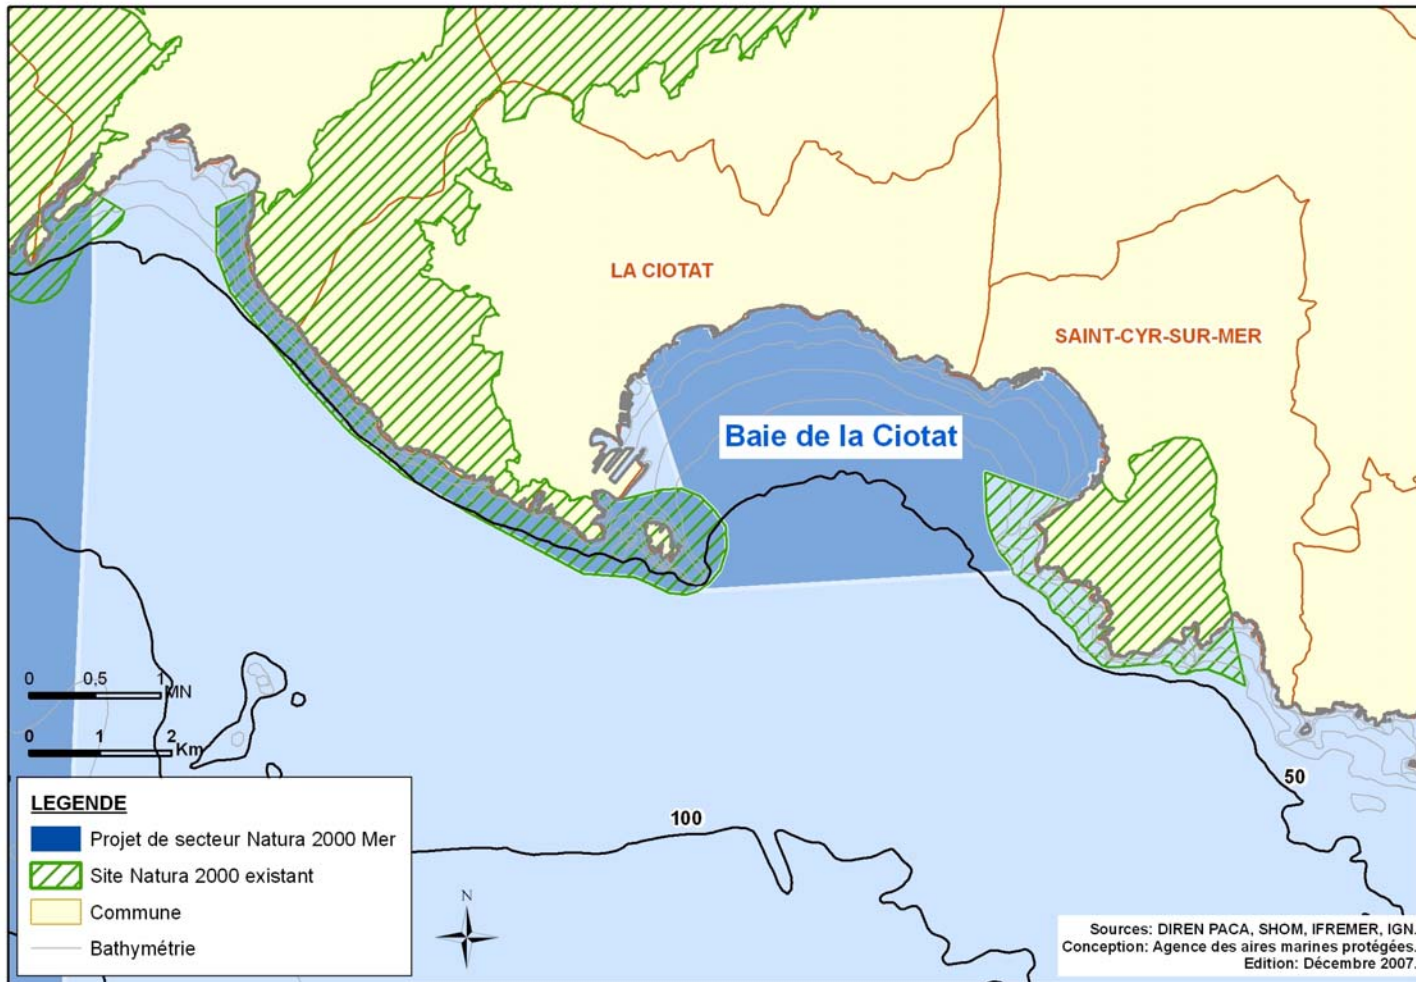 LA CIOTAT
SAINT-CYR-SUR-MER
Baie de la Ciotat
0 0,5 1
MN
0 1 2
Km
50
100
LEGENDE
Projet de secteur Natura 2000 Mer
Site Natura 2000 existant
Commune
Bathymétrie
N
Sources: DIREN PACA, SHOM, IFREMER, IGN.
Conception: Agence des aires marines protégées.
Edition: Décembre 2007.